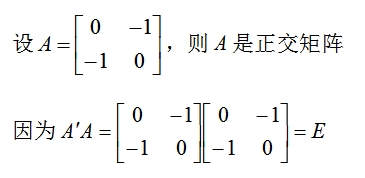 设 A = [0 −1; −1 0]，则 A 是正交矩阵
因为 A′A = [0 −1; −1 0][0 −1; −1 0] = E